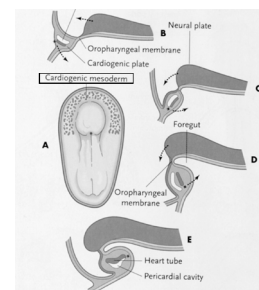 Neural plate
B
Oropharyngeal membrane
Cardiogenic plate
Cardiogenic mesoderm
C
A
Foregut
D
Oropharyngeal
membrane
E
Heart tube
Pericardial cavity